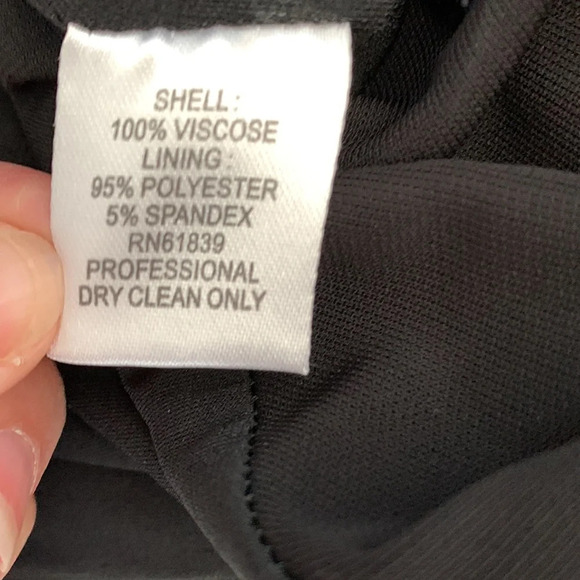 SHELL:
100% VISCOSE
LINING:
95% POLYESTER
5% SPANDEX
RN61839
PROFESSIONAL
DRY CLEAN ONLY